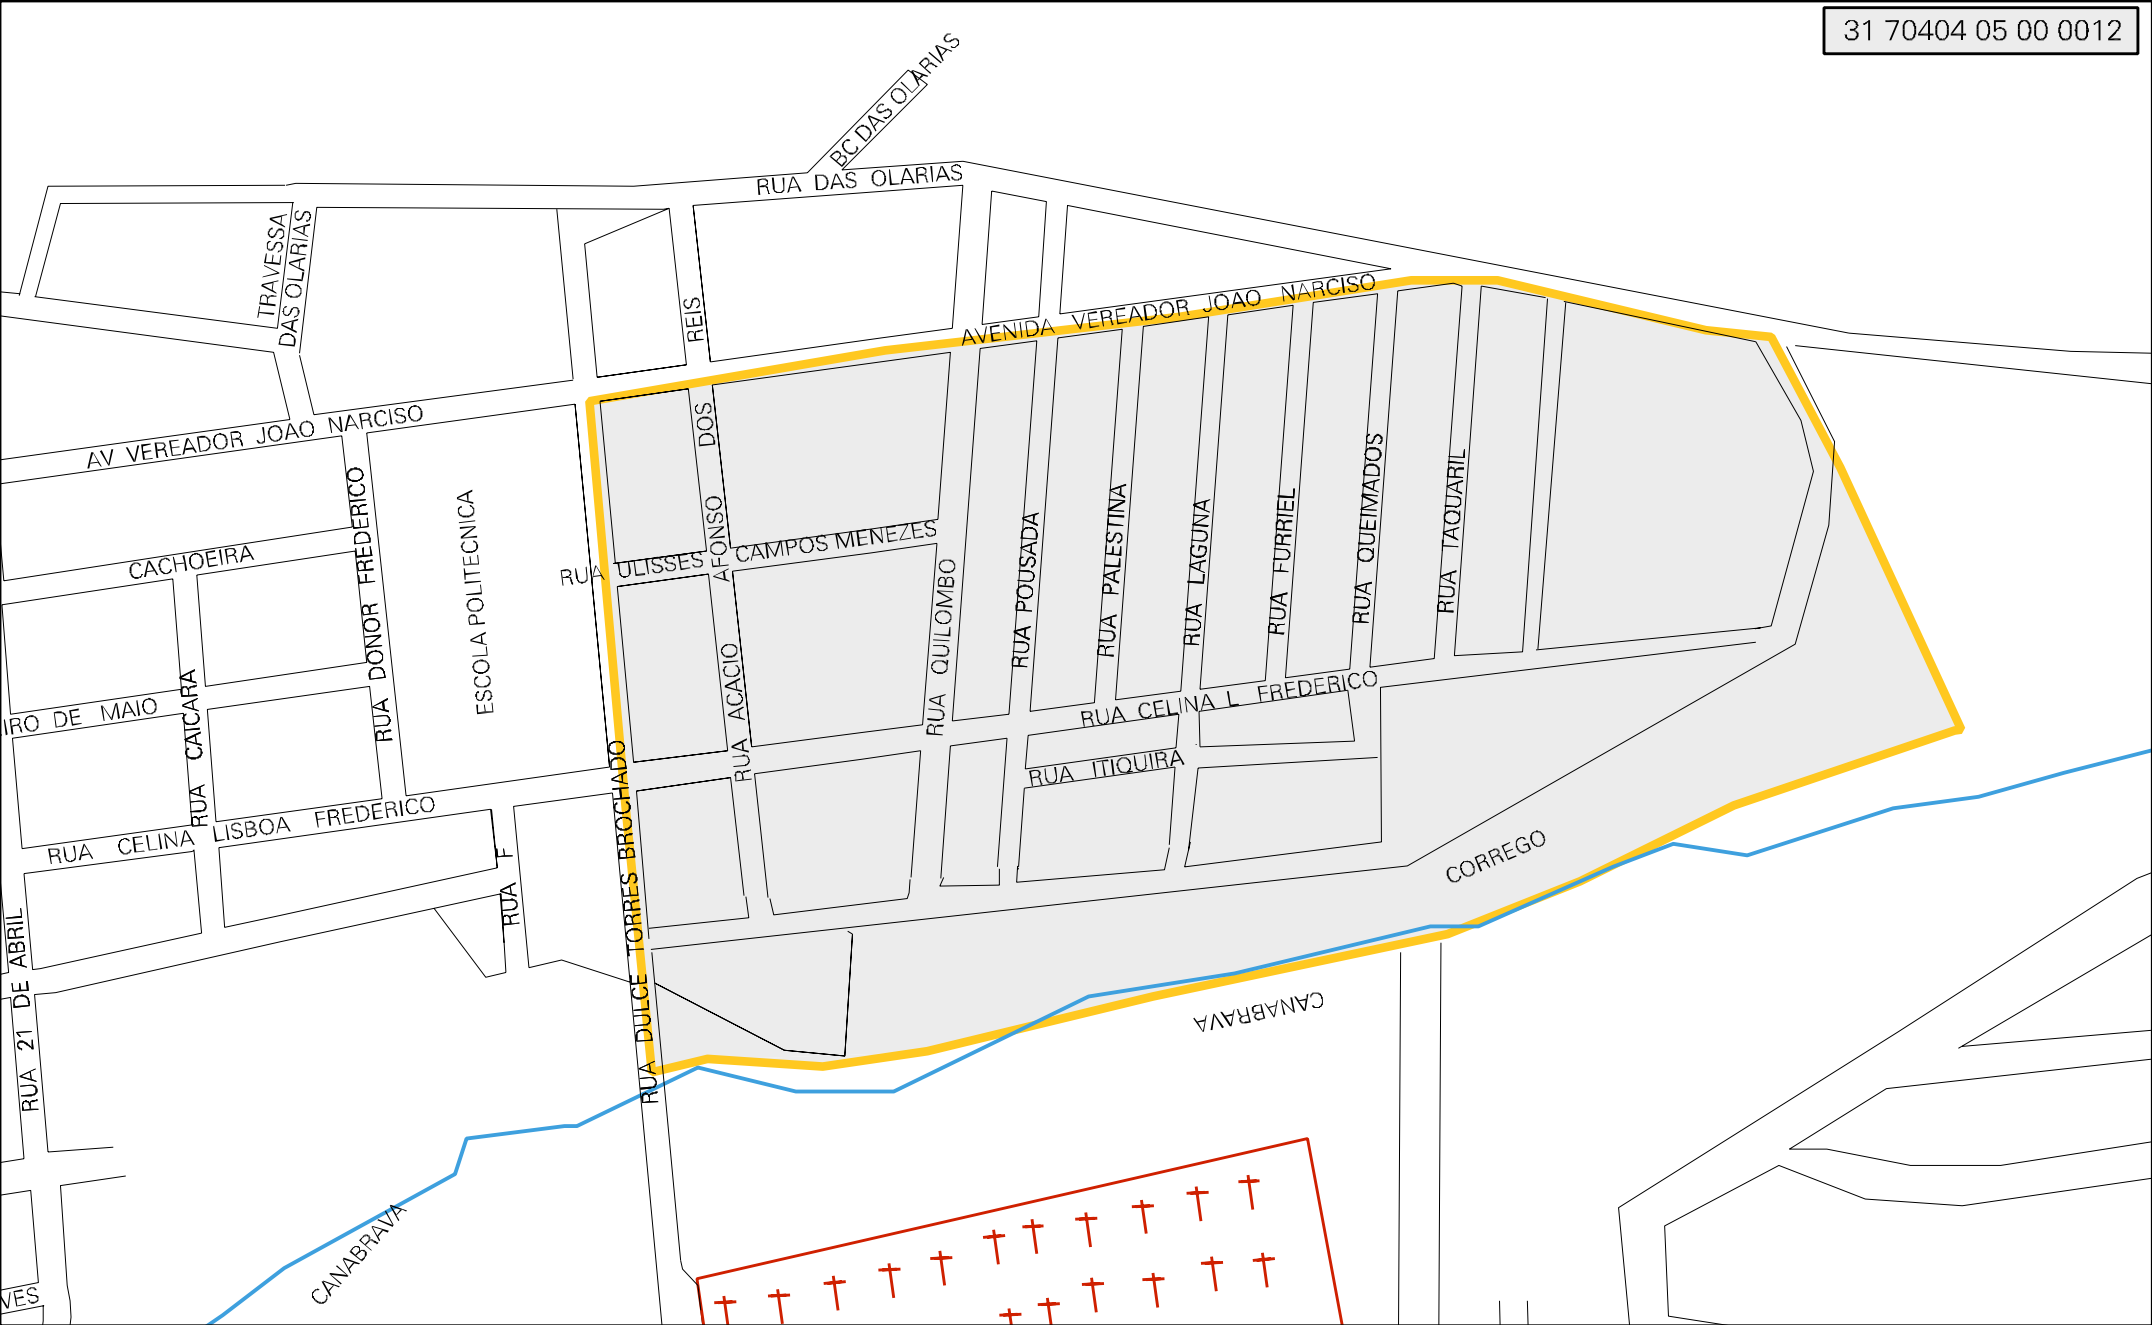 31 70404 05 00 0012
BC DAS OLARIAS
RUA DAS OLARIAS
TRAVESSA
DAS OLARIAS
REIS
AVENIDA VEREADOR JOAO NARCISO
AV VEREADOR JOAO NARCISO
DOS
CACHOEIRA
RUA DONOR FREDERICO
ESCOLA POLITECNICA
RUA ULISSES CAMPOS MENEZES
AFONSO
RUA ACACIO
RUA QUILOMBO
RUA POUSADA
RUA PALESTINA
RUA LAGUNA
RUA FURRIEL
RUA QUEIMADOS
RUA TAQUARIL
IRO DE MAIO
RUA CAICARA
RUA CELINA L FREDERICO
RUA ITIQUIRA
RUA CELINA LISBOA FREDERICO
RUA F
RUA DULCE TORRES BROCHADO
CORREGO
CANABRAVA
RUA 21 DE ABRIL
CANABRAVA
VES